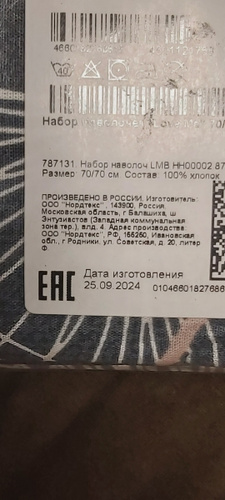 40
Набор
787131, Набор наволоч LMB HH00002 87
Размер 70/70 см. Состав: 100% хлопок
ПРОИЗВЕДЕНО В РОССИИ, Изготовитель:
ООО "Нордтекс", 143900, Россия,
Московская область, г Балашиха, ш
Энтузиастов (Западная коммунальная
зона тер.), влд. 4. Адрес производства:
ООО "Нордтекс", РФ, 155250, Ивановская
обл., г Родники, ул. Советская, д. 20, литер
Ф
EAC
Дата изготовления
25.09.2024
0104660182768